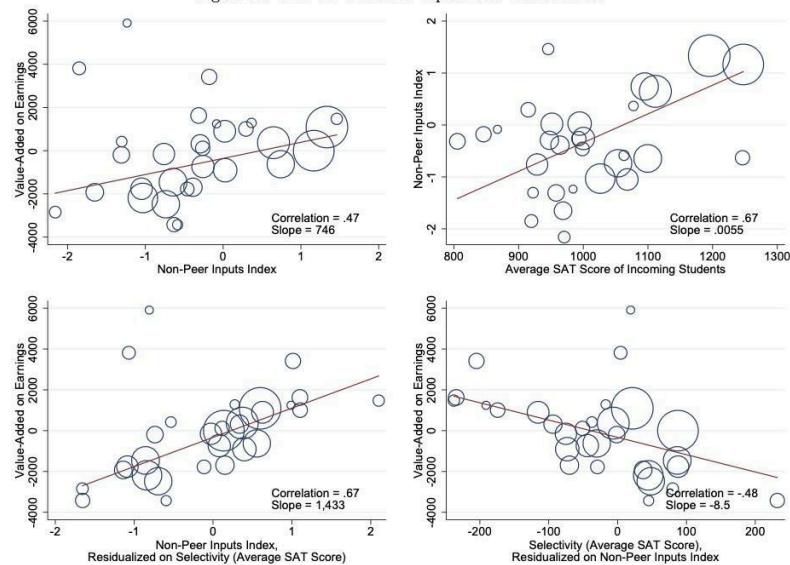 Value-Added on Earnings
6000
4000
2000
0
-2000
-4000
-2
-1
0
1
2
Non-Peer Inputs Index
Correlation = .47
Slope = 746
Non-Peer Inputs Index
2
1
0
-1
-2
800
900
1000
1100
1200
1300
Average SAT Score of Incoming Students
Correlation = .67
Slope = .0055
Value-Added on Earnings
6000
4000
2000
0
-2000
-4000
-2
-1
0
1
2
Non-Peer Inputs Index,
Residualized on Selectivity (Average SAT Score)
Correlation = .67
Slope = 1,433
Value-Added on Earnings
6000
4000
2000
0
-2000
-4000
-200
-100
0
100
200
Selectivity (Average SAT Score),
Residualized on Non-Peer Inputs Index
Correlation = -.48
Slope = -8.5